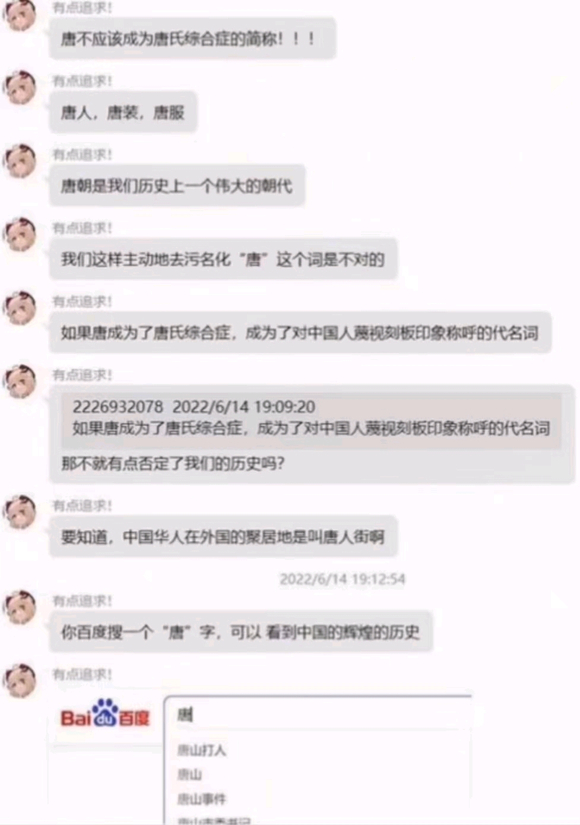 有点追求!
唐不应该成为唐氏综合症的简称！！！
有点追求!
唐人，唐装，唐服
有点追求!
唐朝是我们历史上一个伟大的朝代
有点追求!
我们这样主动地去污名化“唐”这个词是不对的
有点追求!
如果唐成为了唐氏综合症，成为了对中国人蔑视刻板印象称呼的代名词
有点追求!
2226932078 2022/6/14 19:09:20
如果唐成为了唐氏综合症，成为了对中国人蔑视刻板印象称呼的代名词
那不就有点否定了我们的历史吗?
有点追求!
要知道，中国华人在外国的聚居地是叫唐人街啊
2022/6/14 19:12:54
有点追求!
你百度搜一个“唐”字，可以 看到中国的辉煌的历史
有点追求!
Bai du 百度
唐
唐山打人
唐山
唐山事件
唐山市委书记